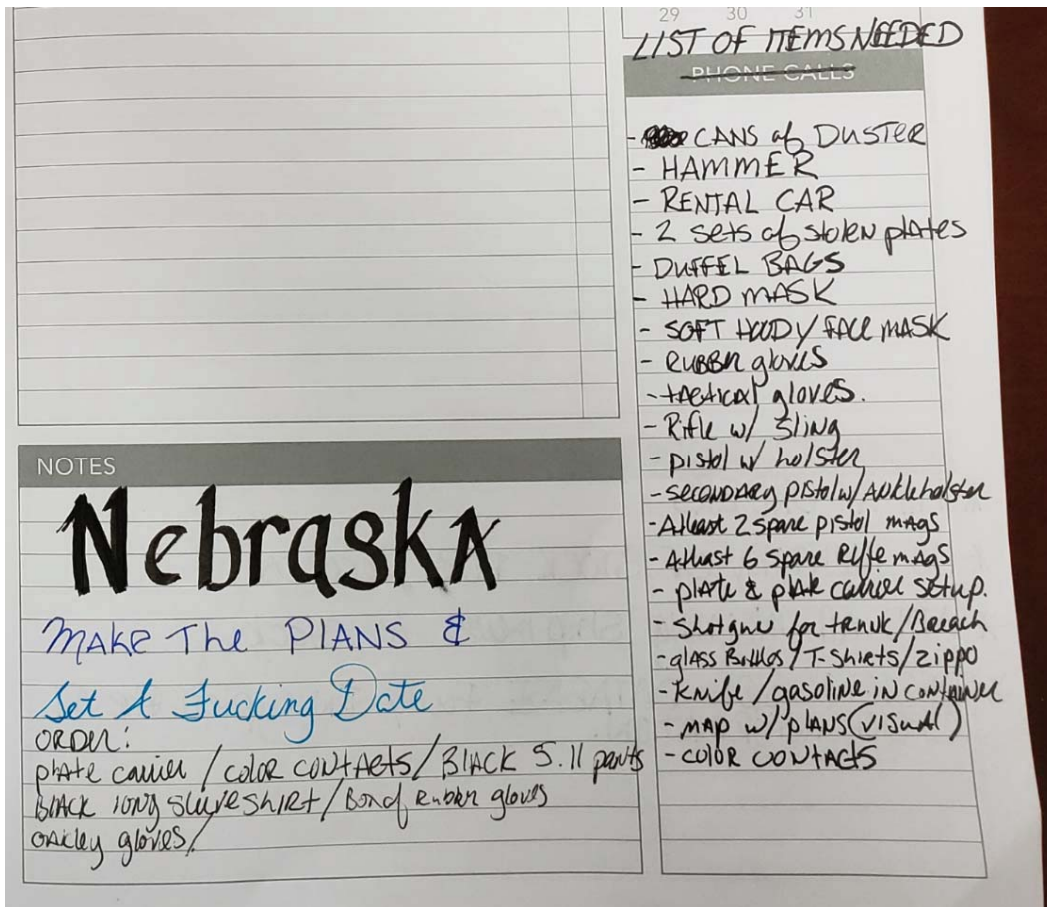 29 30 31
LIST OF ITEMS NEEDED
PHONE CALLS
- CANS of DUSTER
- HAMMER
- RENTAL CAR
- 2 sets of stolen plates
- DUFFEL BAGS
- HARD MASK
- SOFT HOODY/FACE MASK
- RUBBER gloves
- tactical gloves.
- Rifle w/ Sling
- pistol w/ holster
- SECONDARY pistol w/ Ankle holster
- Atleast 2 spare pistol mags
- Atleast 6 spare Rifle mags
- plate & plate carrier setup.
- Shotgun for trunk/Breach
- glass Bottles/T-Shirts/zippo
- Knife/gasoline in container
- MAP w/ plans (visual)
- COLOR CONTACTS
NOTES
Nebraska
MAKE The PLANS &
Set A Fucking Date
ORDER:
plate carrier / color contacts / BLACK 5.11 pants
BLACK long sleeve shirt / Box of Rubber gloves
oakley gloves/